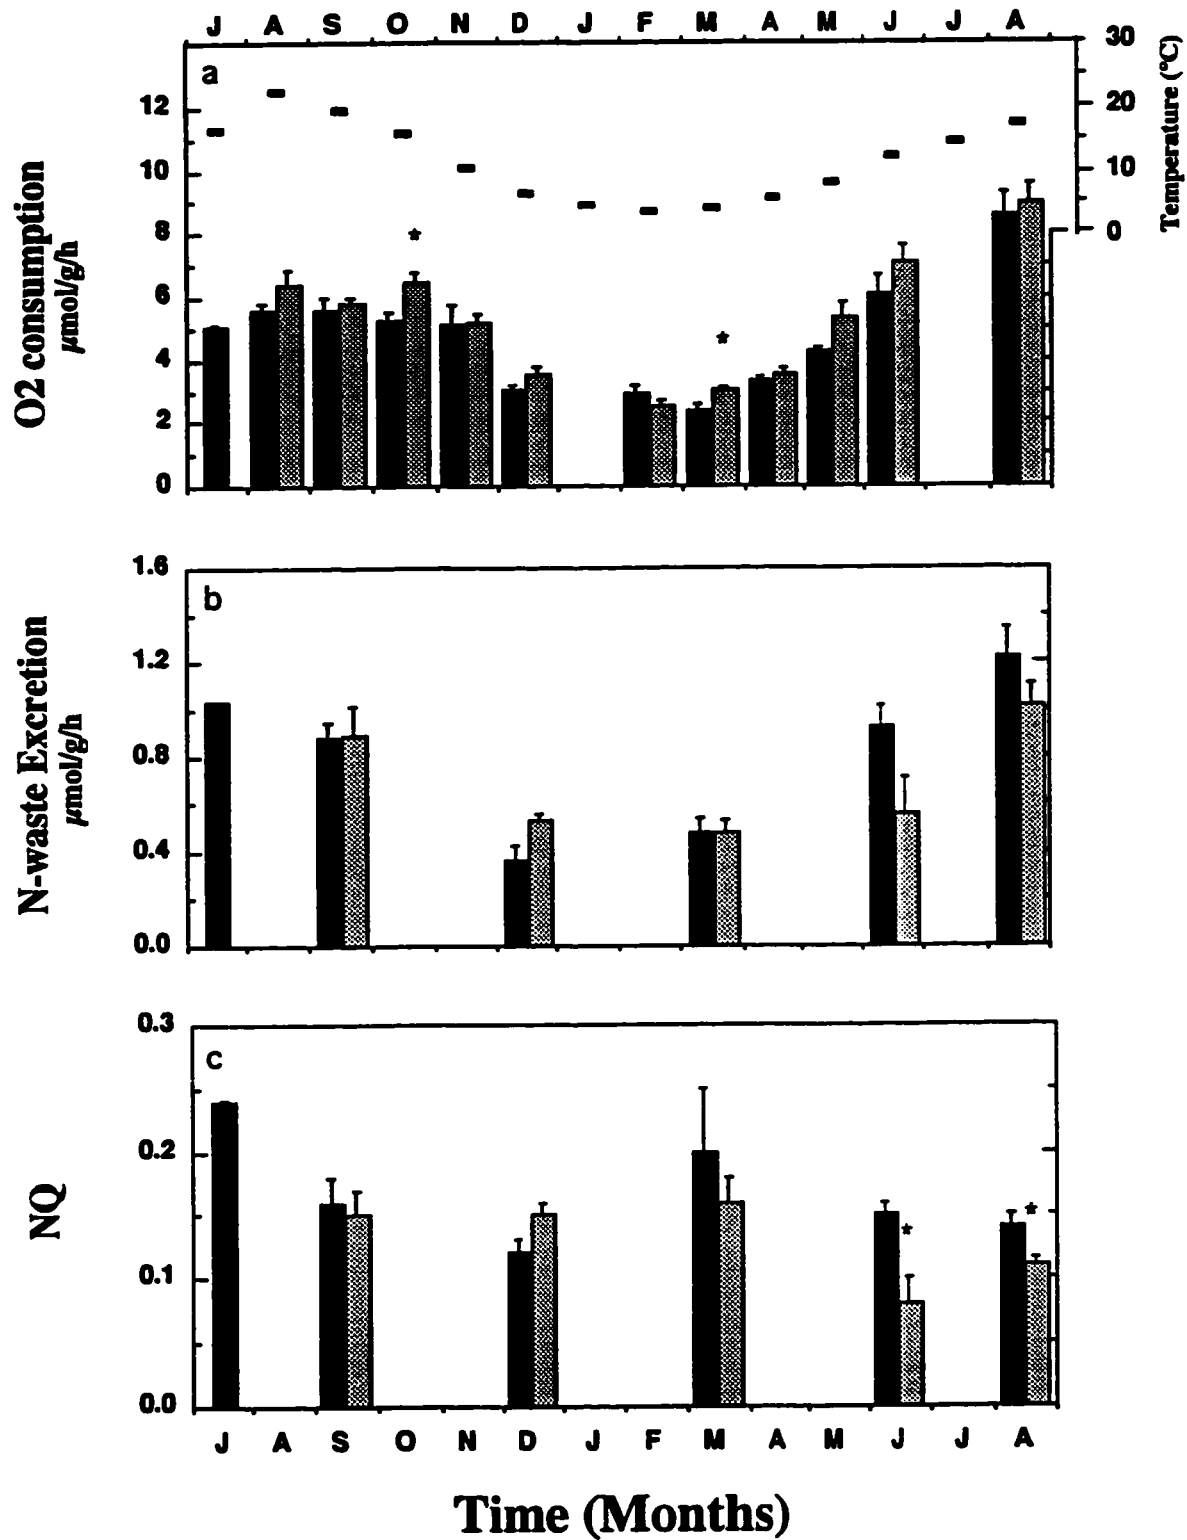 J A S O N D J F M A M J J A
a
12
10
8
6
4
2
0
O2 consumption
μmol/g/h
30
20
10
0
Temperature (°C)
*
*
b
1.6
1.2
0.8
0.4
0.0
N-waste Excretion
μmol/g/h
c
0.3
0.2
0.1
0.0
NQ
*
*
J A S O N D J F M A M J J A
Time (Months)